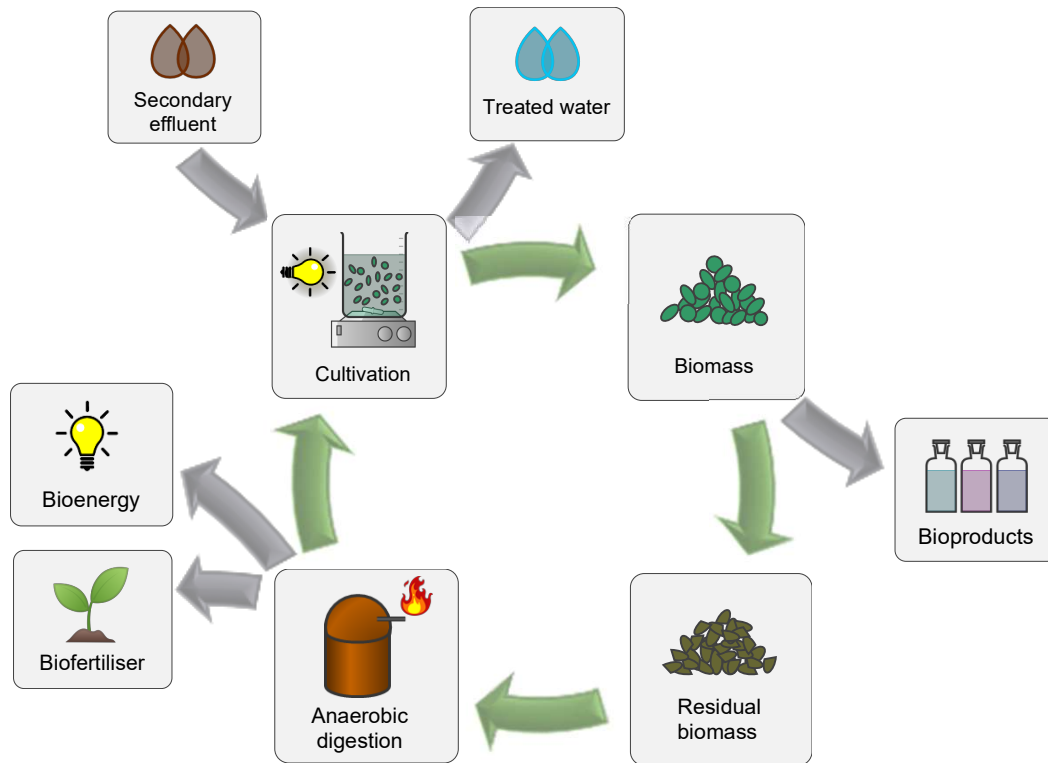 Secondary
effluent
Treated water
Cultivation
Biomass
Bioenergy
Bioproducts
Biofertiliser
Anaerobic
digestion
Residual
biomass